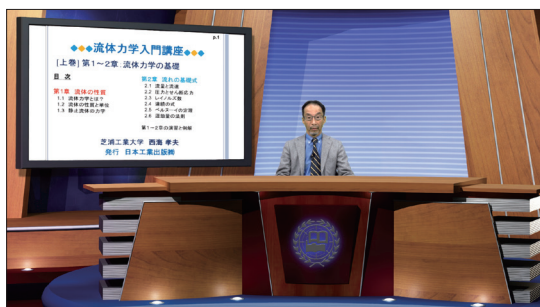 p.1
◆◆◆流体力学入門講座◆◆◆
[上巻] 第1〜2章 流体力学の基礎
目 次
第1章 流体の性質
1.1 流体力学とは？
1.2 流体の性質と単位
1.3 静止流体の力学
第2章 流れの基礎式
2.1 流量と流速
2.2 圧力とせん断応力
2.3 レイノルズ数
2.4 連続の式
2.5 ベルヌーイの定理
2.6 運動量の法則
第1〜2章の演習と例解
芝浦工業大学 西海 孝夫
発行 日本工業出版㈱